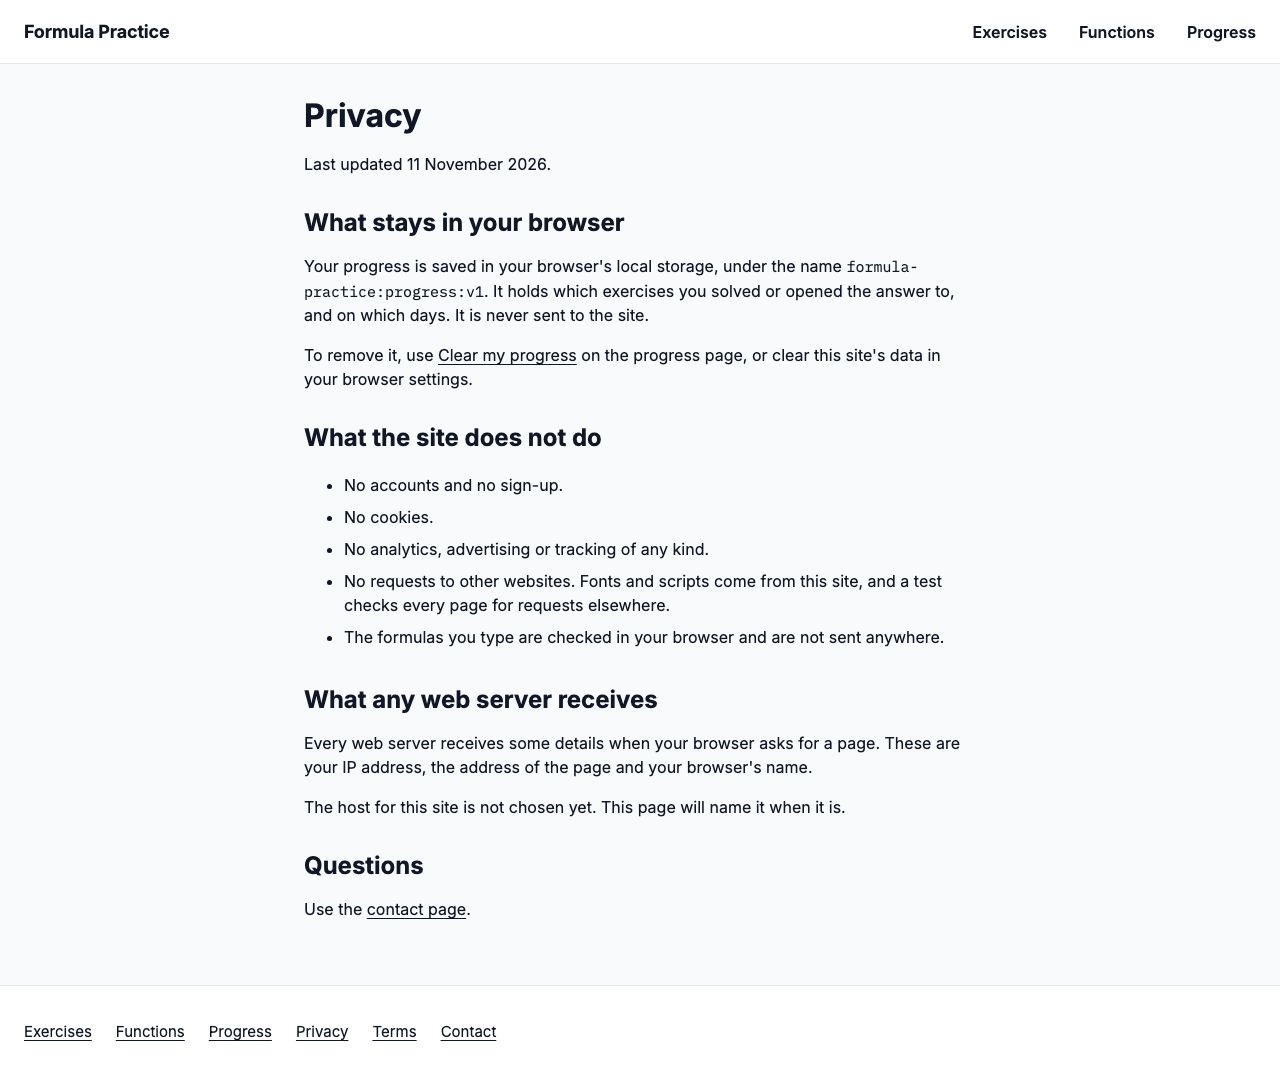 Formula Practice
Exercises Functions Progress
Privacy
Last updated 11 November 2026.
What stays in your browser
Your progress is saved in your browser's local storage, under the name formula-
practice:progress:v1. It holds which exercises you solved or opened the answer to,
and on which days. It is never sent to the site.
To remove it, use Clear my progress on the progress page, or clear this site's data in
your browser settings.
What the site does not do
• No accounts and no sign-up.
• No cookies.
• No analytics, advertising or tracking of any kind.
• No requests to other websites. Fonts and scripts come from this site, and a test
checks every page for requests elsewhere.
• The formulas you type are checked in your browser and are not sent anywhere.
What any web server receives
Every web server receives some details when your browser asks for a page. These are
your IP address, the address of the page and your browser's name.
The host for this site is not chosen yet. This page will name it when it is.
Questions
Use the contact page.
Exercises Functions Progress Privacy Terms Contact